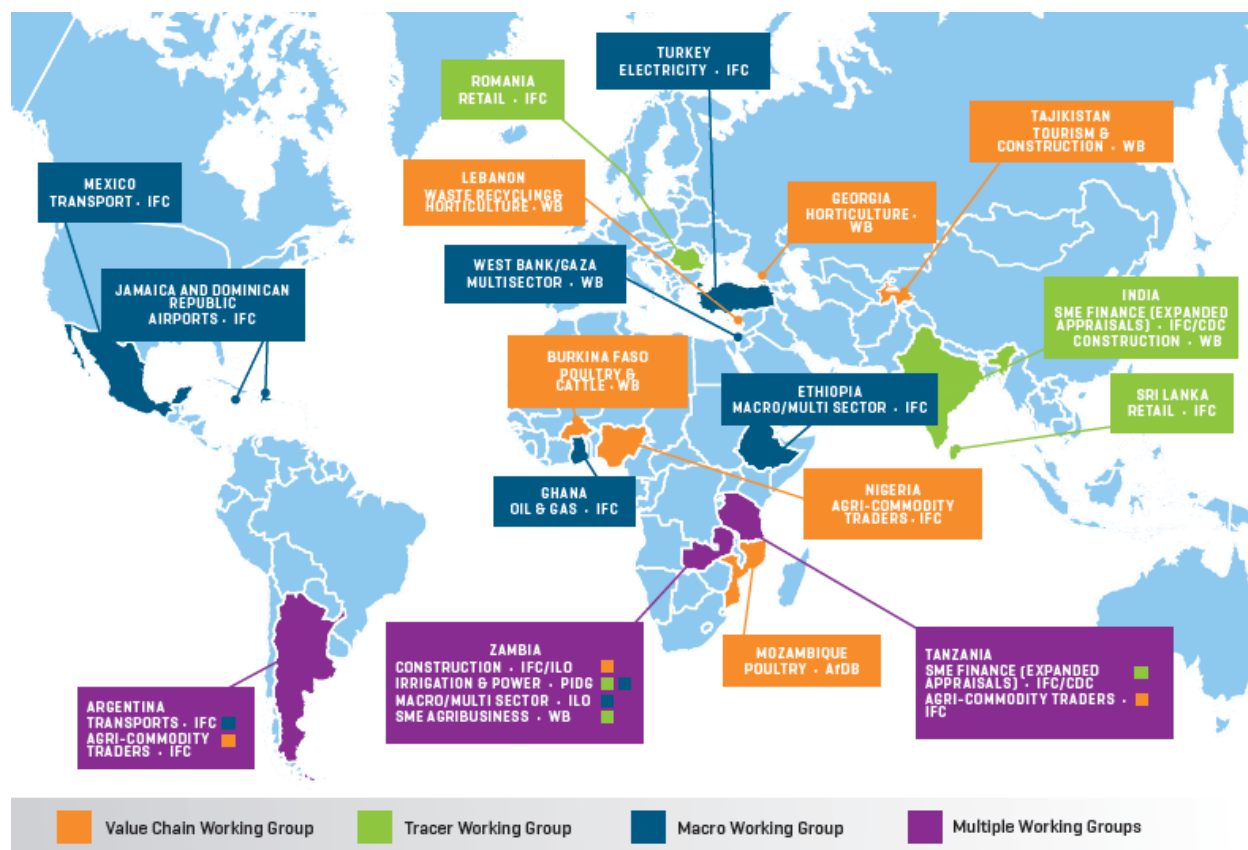 TURKEY
ELECTRICITY · IFC
ROMANIA
RETAIL · IFC
TAJIKISTAN
TOURISM &
CONSTRUCTION · WB
MEXICO
TRANSPORT · IFC
LEBANON
WASTE RECYCLING&
HORTICULTURE · WB
GEORGIA
HORTICULTURE ·
WB
WEST BANK/GAZA
MULTISECTOR · WB
JAMAICA AND DOMINICAN
REPUBLIC
AIRPORTS · IFC
INDIA
SME FINANCE (EXPANDED
APPRAISALS) · IFC/CDC
CONSTRUCTION · WB
BURKINA FASO
POULTRY &
CATTLE · WB
ETHIOPIA
MACRO/MULTI SECTOR · IFC
SRI LANKA
RETAIL · IFC
GHANA
OIL & GAS · IFC
NIGERIA
AGRI-COMMODITY
TRADERS · IFC
ZAMBIA
CONSTRUCTION · IFC/ILO
IRRIGATION & POWER · PIDG
MACRO/MULTI SECTOR · ILO
SME AGRIBUSINESS · WB
MOZAMBIQUE
POULTRY · AfDB
TANZANIA
SME FINANCE (EXPANDED
APPRAISALS) · IFC/CDC
AGRI-COMMODITY TRADERS ·
IFC
ARGENTINA
TRANSPORTS · IFC
AGRI-COMMODITY
TRADERS · IFC
Value Chain Working Group
Tracer Working Group
Macro Working Group
Multiple Working Groups